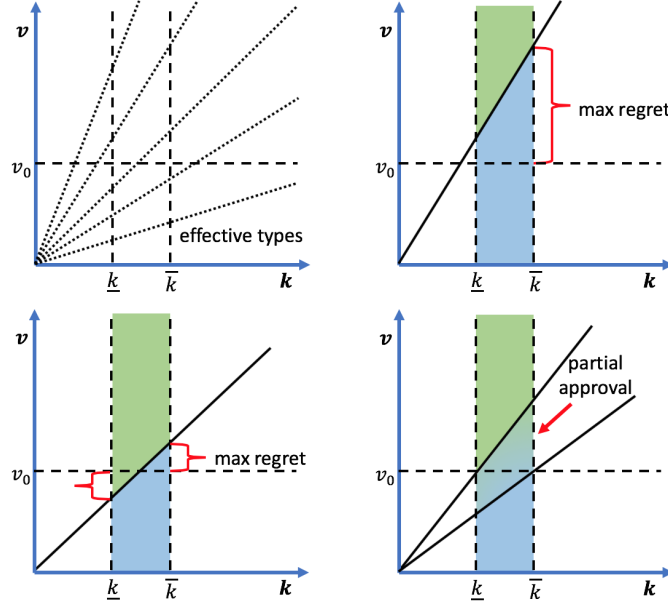 v
v₀
effective types
k̲
k̅
k
v
v₀
max regret
k̲
k̅
k
v
v₀
max regret
k̲
k̅
k
v
partial
approval
v₀
k̲
k̅
k